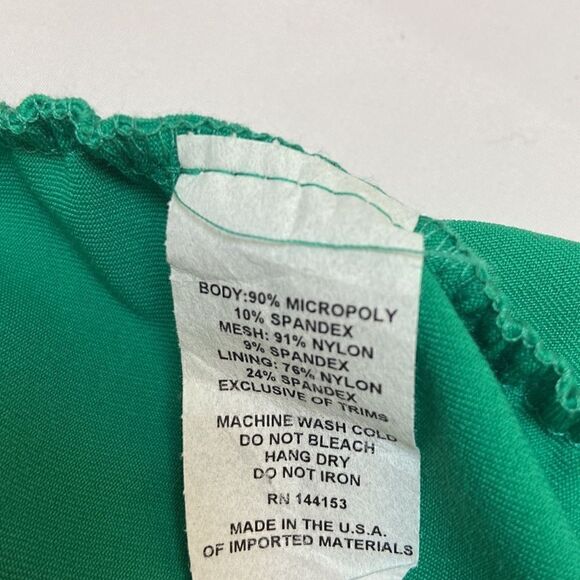 BODY:90% MICROPOLY
10% SPANDEX
MESH: 91% NYLON
9% SPANDEX
LINING: 76% NYLON
24% SPANDEX
EXCLUSIVE OF TRIMS
MACHINE WASH COLD
DO NOT BLEACH
HANG DRY
DO NOT IRON
RN 144153
MADE IN THE U.S.A.
OF IMPORTED MATERIALS